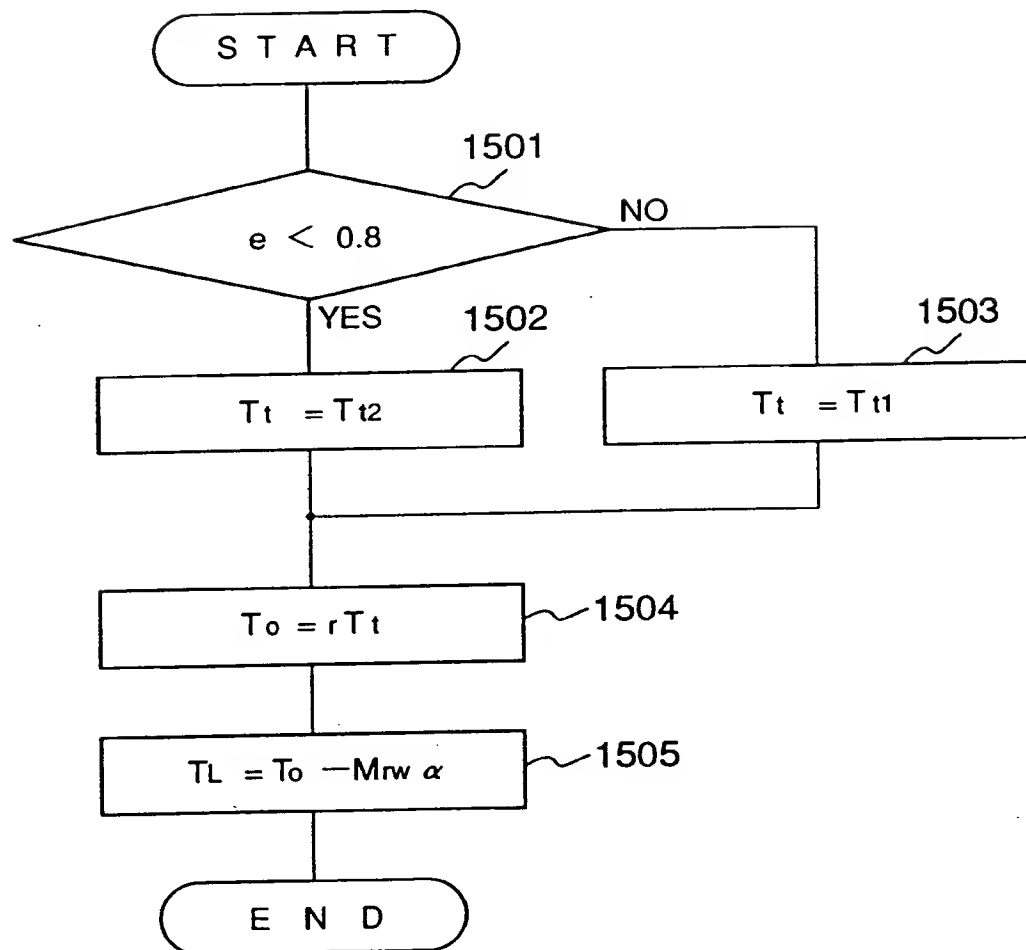 START
1501
e < 0.8
NO
YES
1502
1503
Tt = Tt2
Tt = Tt1
To = rTt
1504
TL = To – Mrw α
1505
END